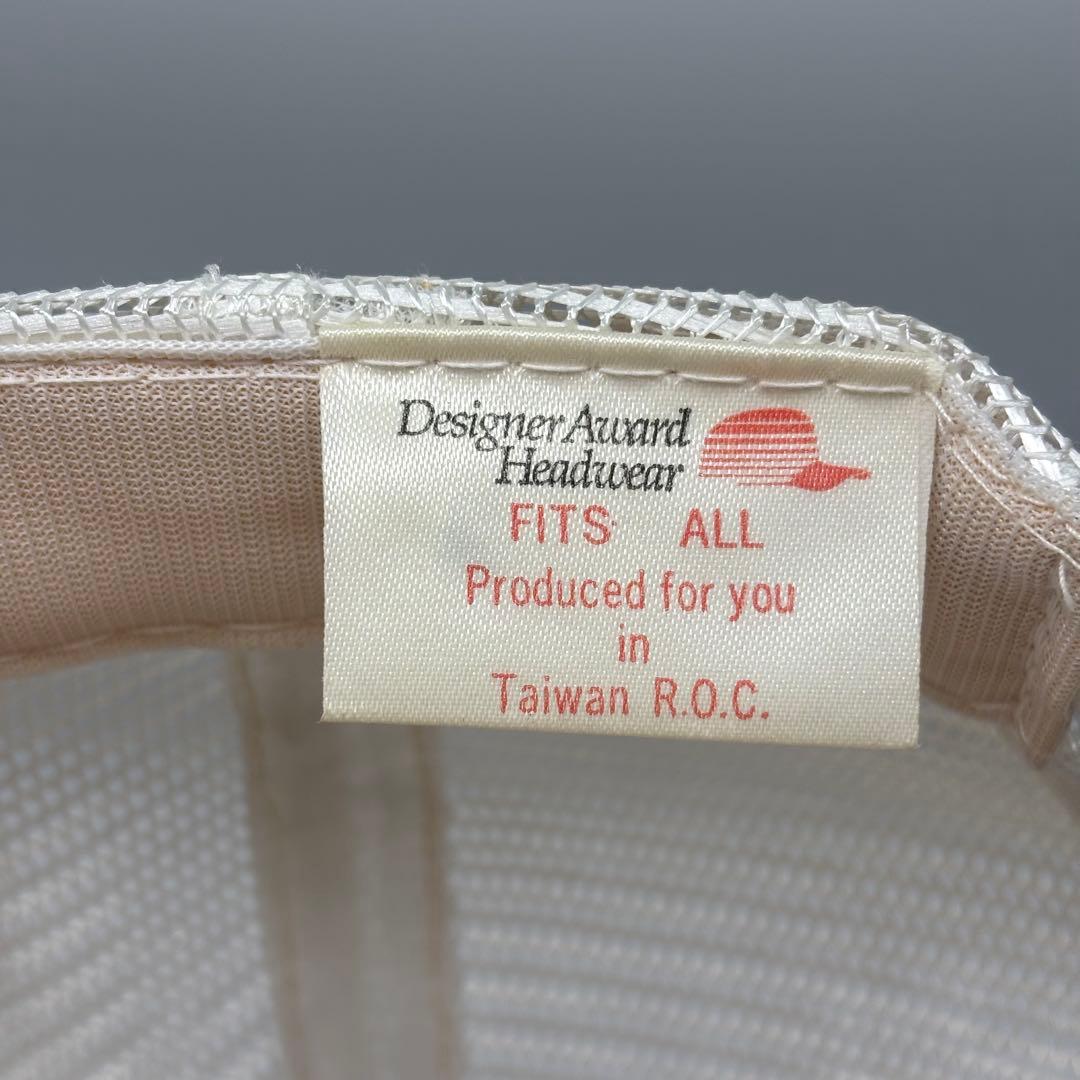 Designer Award
Headwear
FITS ALL
Produced for you
in
Taiwan R.O.C.